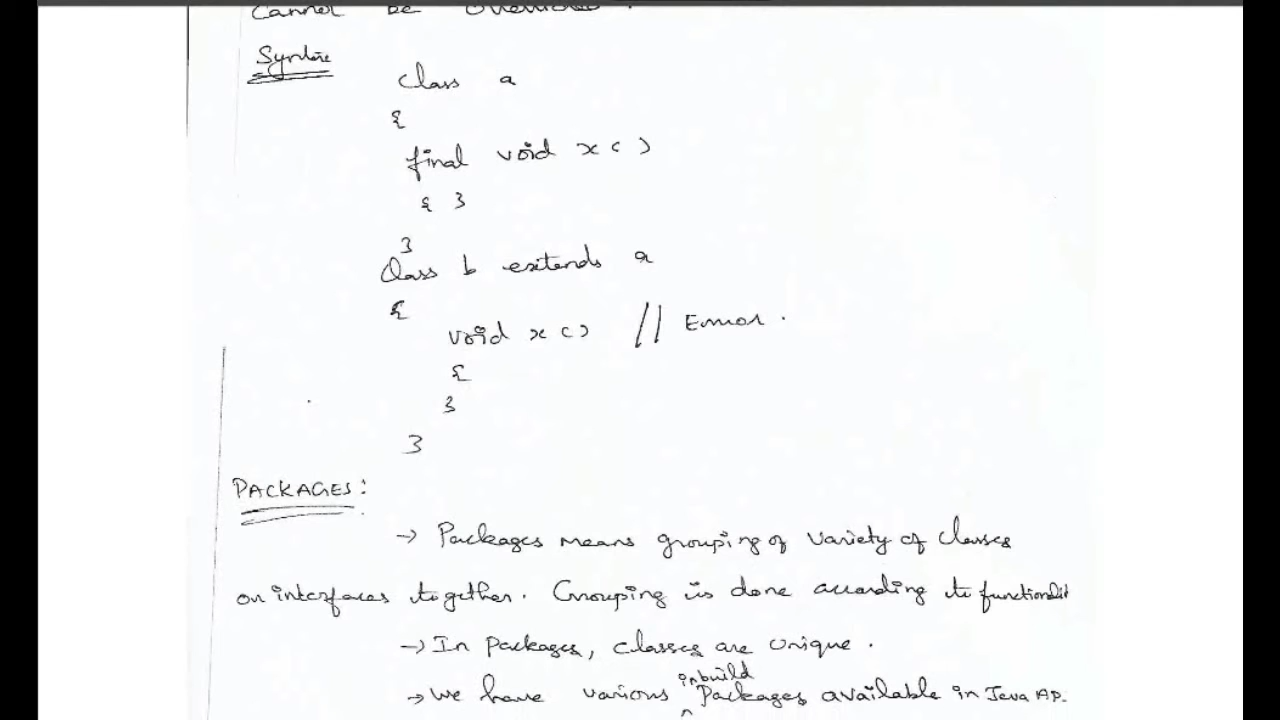 cannot be
Syntax
class a
{
final void x()
{ }
}
class b extends a
{
void x() // Error.
{
}
}
PACKAGES:
→ Packages means grouping of variety of classes
or interfaces together. Grouping is done according to functionalit
→ In packages, classes are unique.
→ We have various inbuild packages available in Java AP.